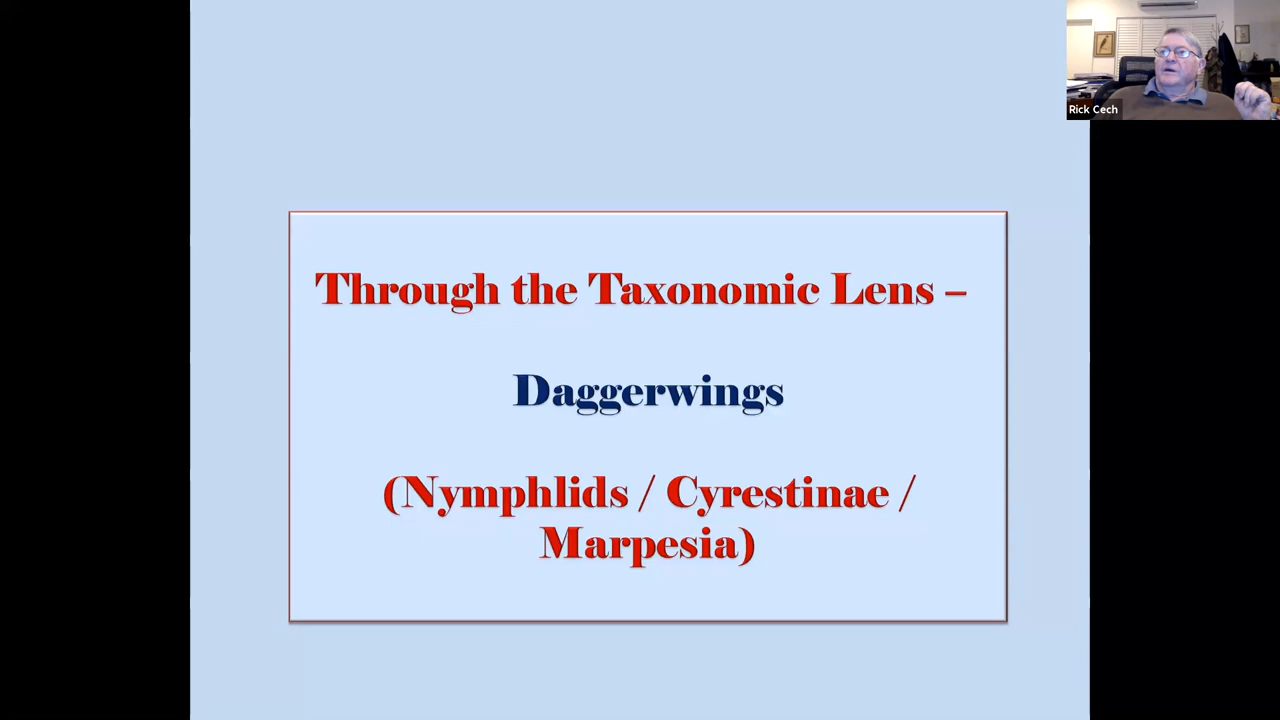 Rick Cech
Through the Taxonomic Lens –
Daggerwings
(Nymphlids / Cyrestinae /
Marpesia)